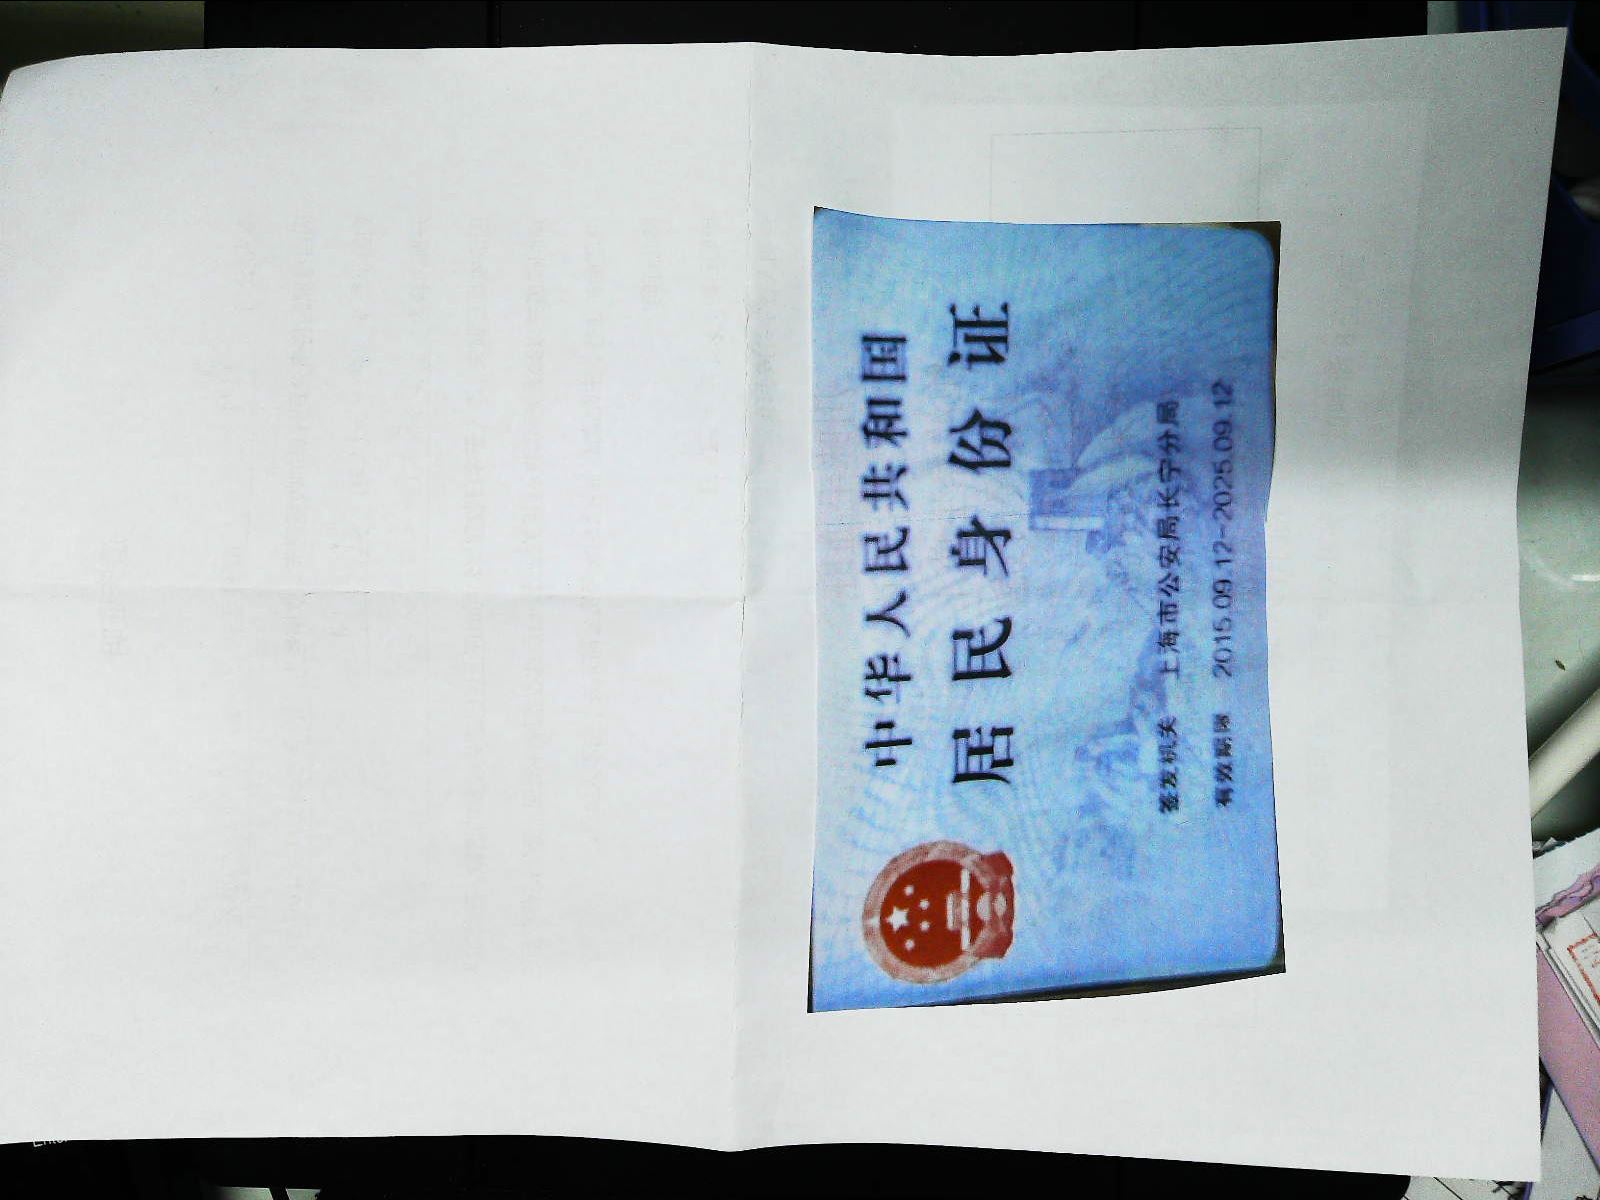 中华人民共和国
居民身份证
签发机关 上海市公安局长宁分局
有效期限 2015.09.12-2025.09.12